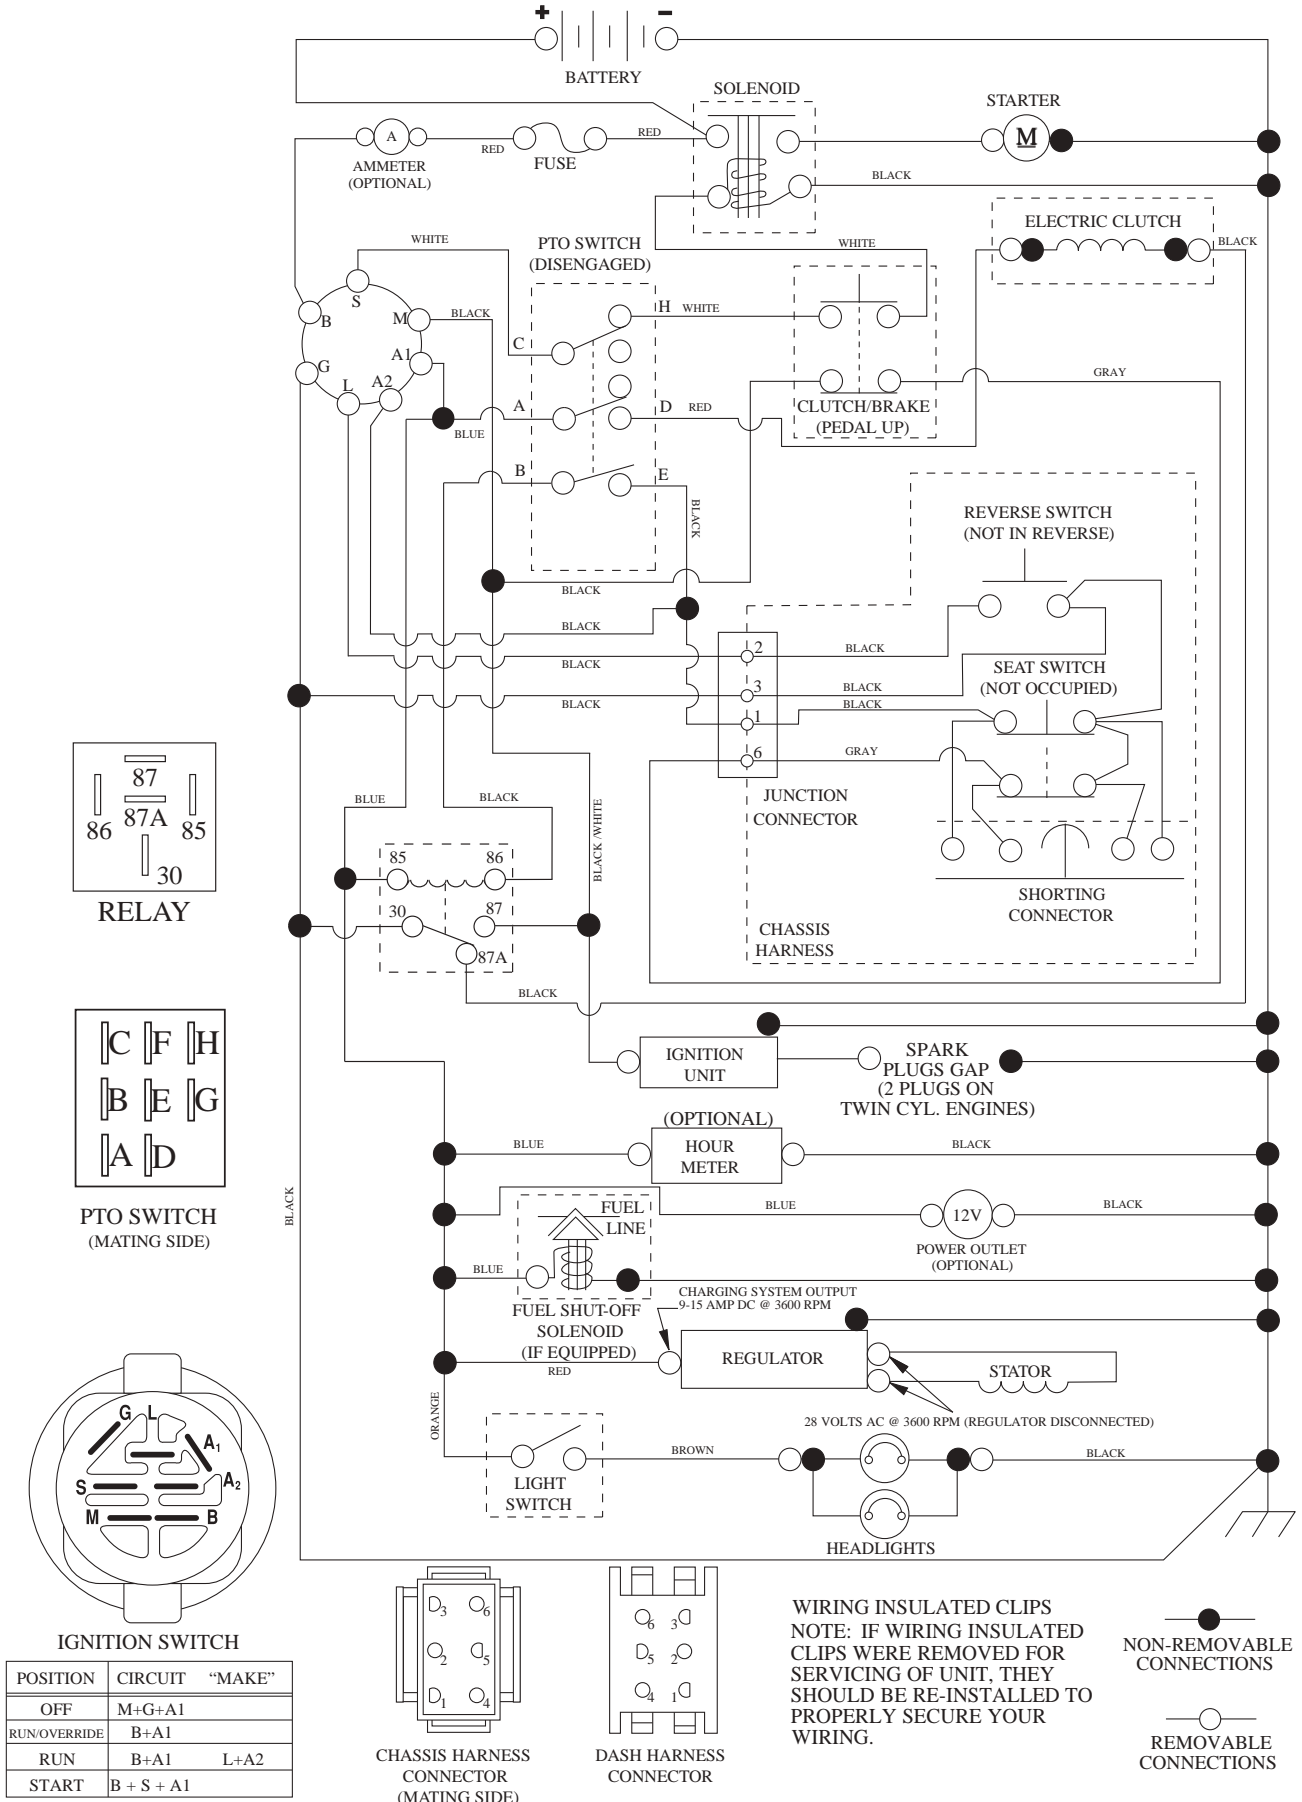 + −
BATTERY
SOLENOID
STARTER
A
AMMETER
(OPTIONAL)
RED
FUSE
RED
M
BLACK
ELECTRIC CLUTCH
BLACK
WHITE
PTO SWITCH
(DISENGAGED)
WHITE
S
B
M
BLACK
G
A1
L
A2
BLUE
H
WHITE
C
A
D
RED
B
E
BLACK
CLUTCH/BRAKE
(PEDAL UP)
GRAY
REVERSE SWITCH
(NOT IN REVERSE)
BLACK
BLACK
BLACK
BLACK
2
BLACK
3
BLACK
BLACK
1
6
GRAY
SEAT SWITCH
(NOT OCCUPIED)
JUNCTION
CONNECTOR
SHORTING
CONNECTOR
CHASSIS
HARNESS
87
87A
86
85
30
RELAY
BLUE
BLACK
BLACK /WHITE
85
86
30
87
87A
BLACK
C F H
B E G
A D
PTO SWITCH
(MATING SIDE)
BLACK
IGNITION
UNIT
SPARK
PLUGS GAP
(2 PLUGS ON
TWIN CYL. ENGINES)
(OPTIONAL)
BLUE
HOUR
METER
BLACK
FUEL
LINE
BLUE
12V
BLACK
POWER OUTLET
(OPTIONAL)
BLUE
FUEL SHUT-OFF
SOLENOID
(IF EQUIPPED)
CHARGING SYSTEM OUTPUT
9-15 AMP DC @ 3600 RPM
RED
REGULATOR
STATOR
28 VOLTS AC @ 3600 RPM (REGULATOR DISCONNECTED)
ORANGE
LIGHT
SWITCH
BROWN
BLACK
HEADLIGHTS
G L
A1
S
A2
M
B
IGNITION SWITCH
POSITION CIRCUIT “MAKE”
OFF M+G+A1
RUN/OVERRIDE B+A1
RUN B+A1 L+A2
START B + S + A1
3 6
2 5
1 4
CHASSIS HARNESS
CONNECTOR
(MATING SIDE)
6 3
5 2
4 1
DASH HARNESS
CONNECTOR
WIRING INSULATED CLIPS
NOTE: IF WIRING INSULATED
CLIPS WERE REMOVED FOR
SERVICING OF UNIT, THEY
SHOULD BE RE-INSTALLED TO
PROPERLY SECURE YOUR
WIRING.
NON-REMOVABLE
CONNECTIONS
REMOVABLE
CONNECTIONS